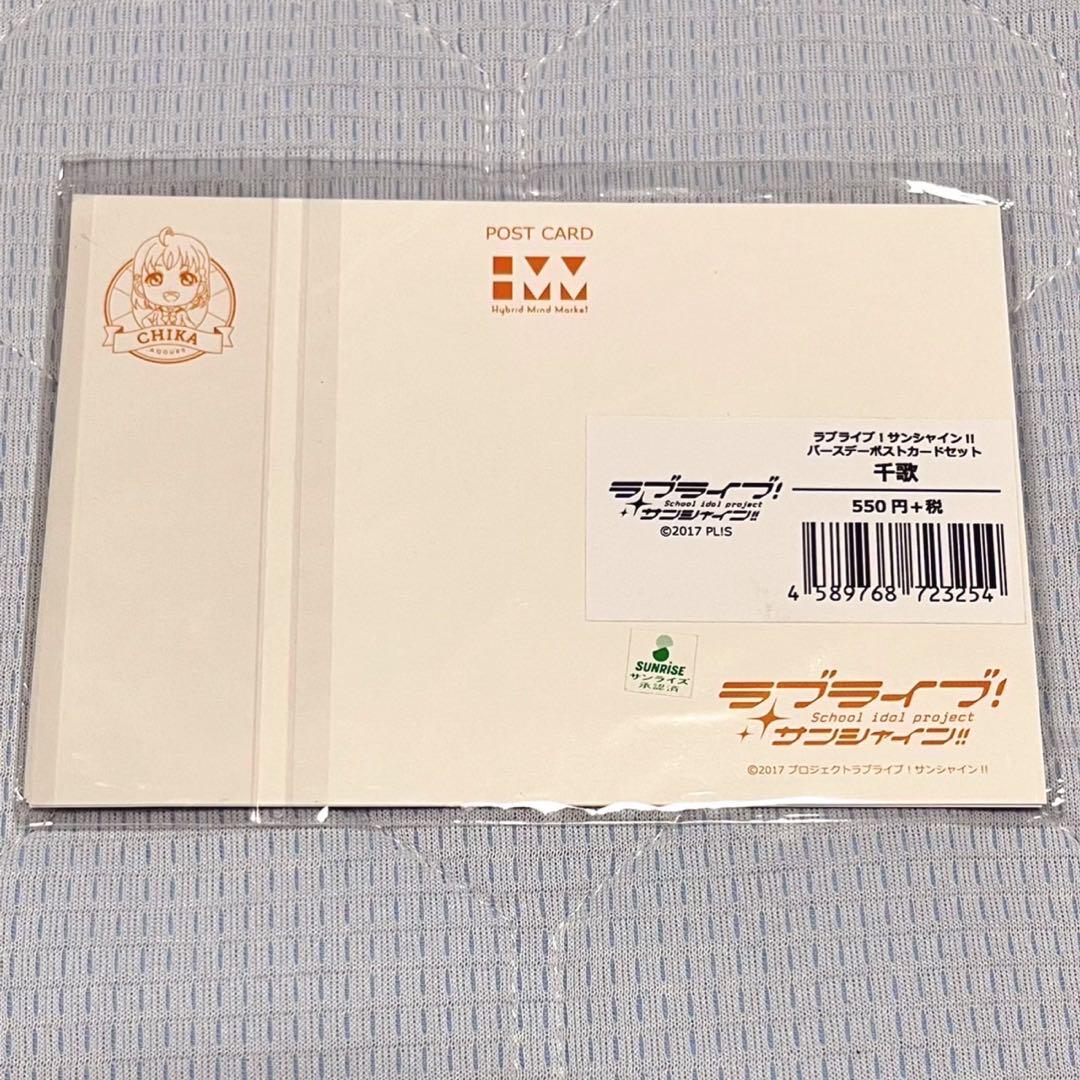 POST CARD
Hybrid Mind Market
CHIKA
AQOURS
ラブライブ！サンシャイン!!
バースデーポストカードセット
千歌
550円+税
ラブライブ!
School idol project
サンシャイン!!
©2017 PL!S
4 589768 723254
SUNRiSE
サンライズ
承認済
ラブライブ!
School idol project
サンシャイン!!
©2017 プロジェクトラブライブ！サンシャイン!!